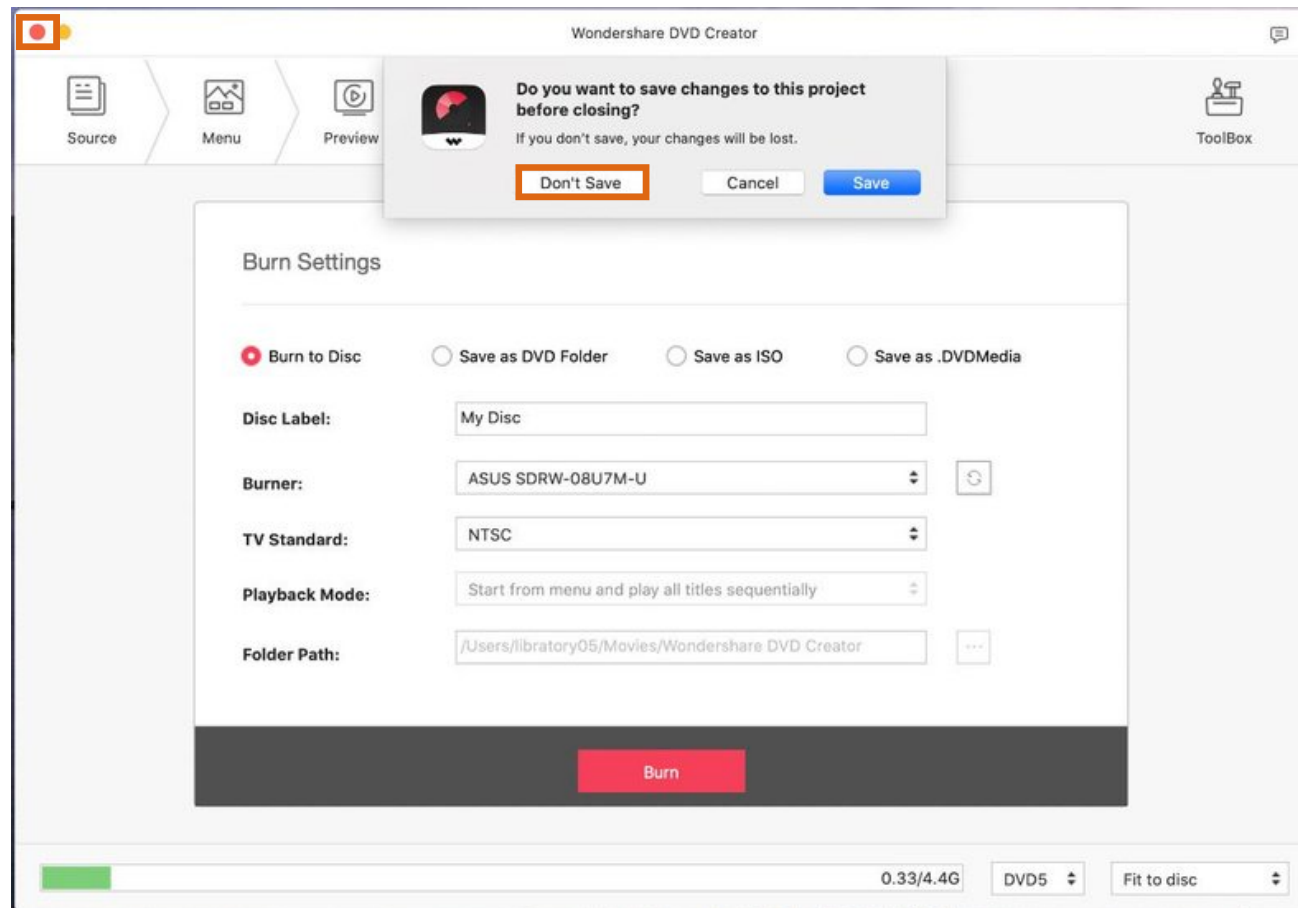 Wondershare DVD Creator
Source
Menu
Preview
ToolBox
Do you want to save changes to this project
before closing?
If you don't save, your changes will be lost.
Don't Save
Cancel
Save
Burn Settings
Burn to Disc
Save as DVD Folder
Save as ISO
Save as .DVDMedia
Disc Label:
My Disc
Burner:
ASUS SDRW-08U7M-U
TV Standard:
NTSC
Playback Mode:
Start from menu and play all titles sequentially
Folder Path:
/Users/libratory05/Movies/Wondershare DVD Creator
Burn
0.33/4.4G
DVD5
Fit to disc